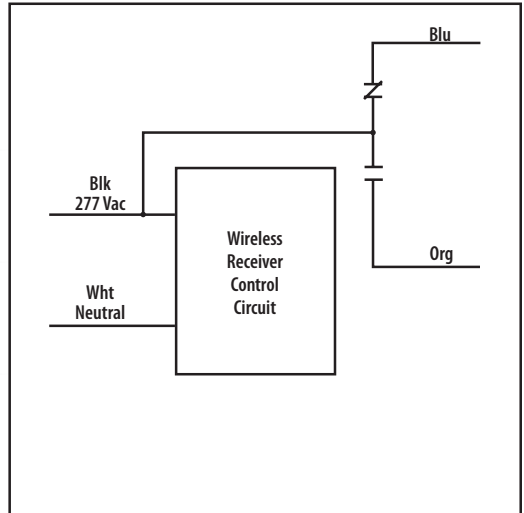 Blu
Blk
277 Vac
Wireless
Receiver
Control
Circuit
Org
Wht
Neutral